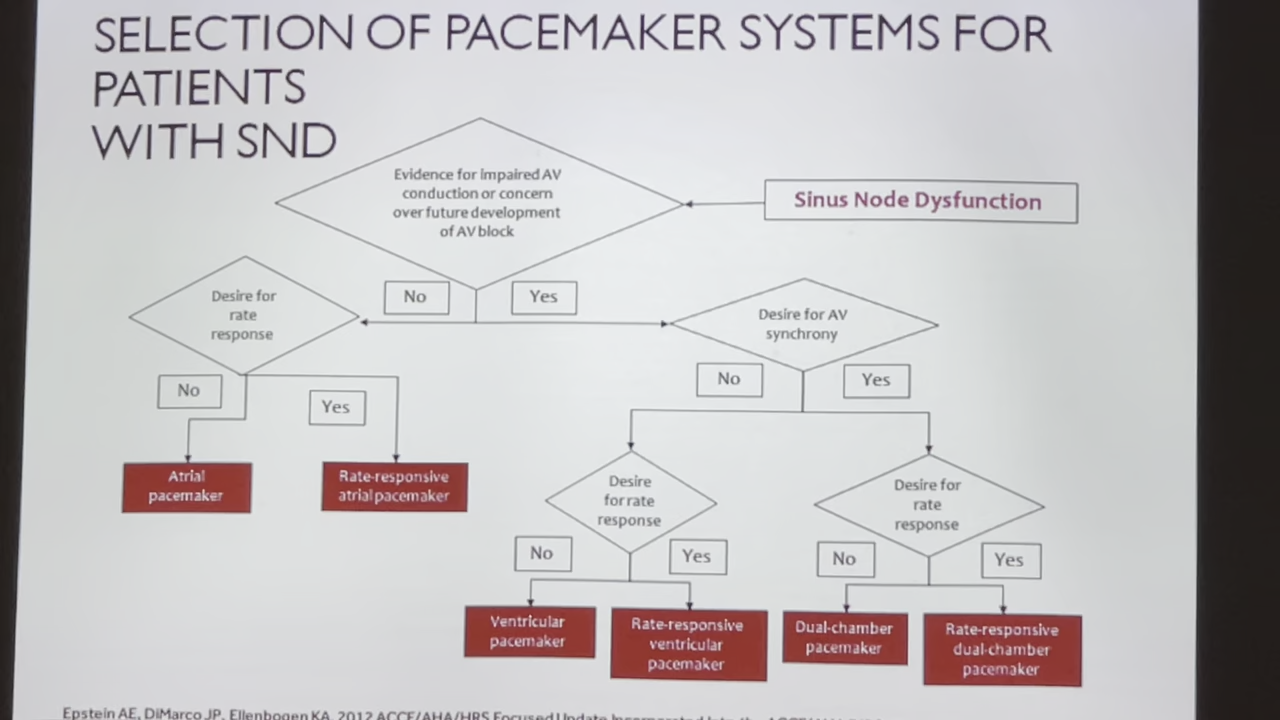 SELECTION OF PACEMAKER SYSTEMS FOR
PATIENTS
WITH SND
Evidence for impaired AV
conduction or concern
over future development
of AV block
Sinus Node Dysfunction
Desire for
rate
response
No
Yes
Desire for AV
synchrony
No
Yes
No
Yes
Atrial
pacemaker
Rate-responsive
atrial pacemaker
Desire
for rate
response
Desire for
rate
response
No
Yes
No
Yes
Ventricular
pacemaker
Rate-responsive
ventricular
pacemaker
Dual-chamber
pacemaker
Rate-responsive
dual-chamber
pacemaker
Epstein AE, DiMarco JP, Ellenbogen KA, 2012 ACCF/AHA/HRS Focused Update Incorporated Into the